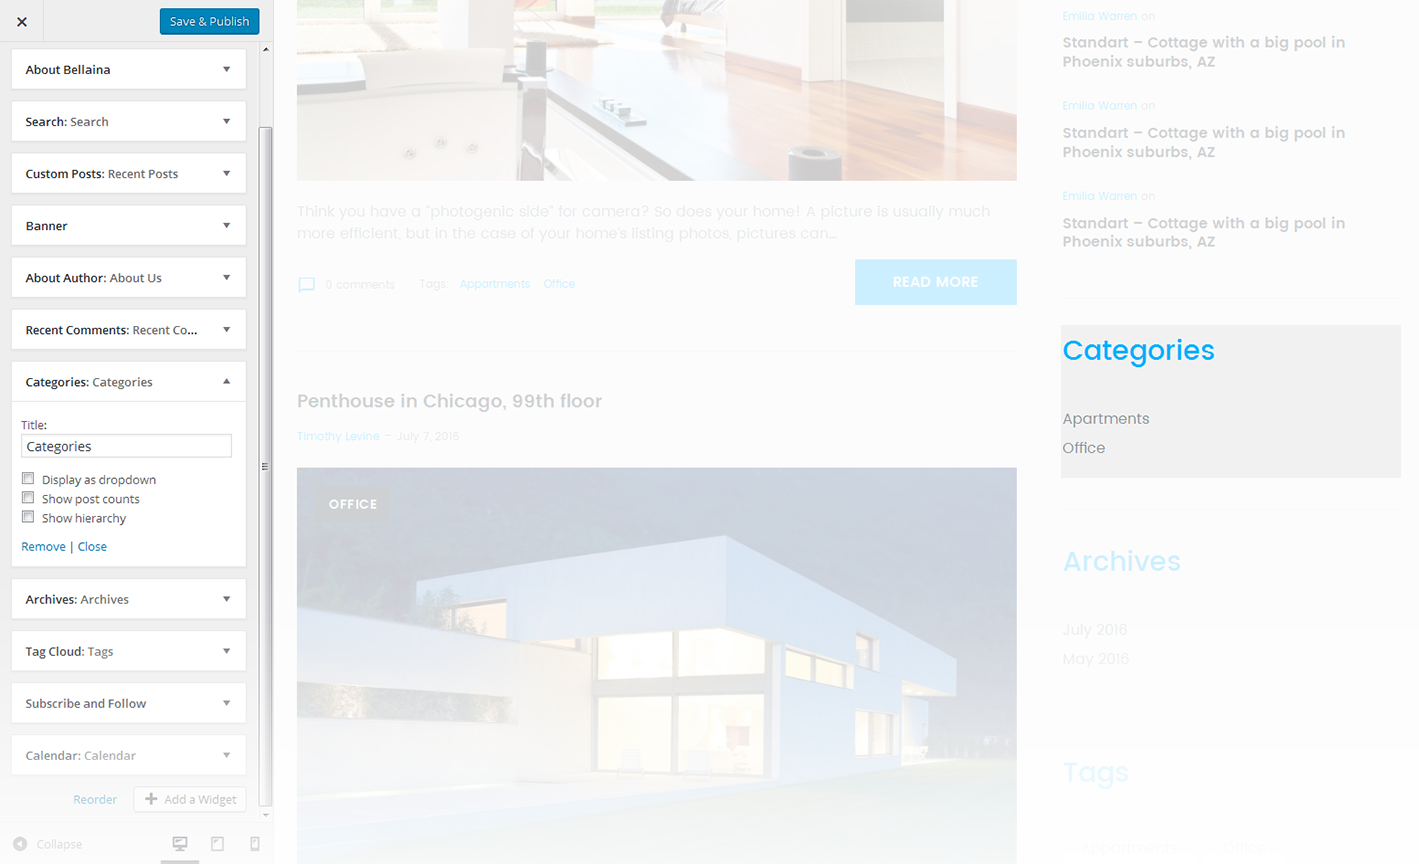 Save & Publish
About Bellaina
Search: Search
Custom Posts: Recent Posts
Banner
About Author: About Us
Recent Comments: Recent Co...
Categories: Categories
Title:
Categories
Display as dropdown
Show post counts
Show hierarchy
Remove | Close
Archives: Archives
Tag Cloud: Tags
Subscribe and Follow
Calendar: Calendar
Reorder
Add a Widget
Collapse
Think you have a "photogenic side" for camera? So does your home! A picture is usually much
more efficient, but in the case of your home's listing photos, pictures can...
0 comments Tags: Appartments Office
READ MORE
Penthouse in Chicago, 99th floor
Timothy Levine – July 7, 2016
OFFICE
Emilia Warren on
Standart – Cottage with a big pool in
Phoenix suburbs, AZ
Emilia Warren on
Standart – Cottage with a big pool in
Phoenix suburbs, AZ
Emilia Warren on
Standart – Cottage with a big pool in
Phoenix suburbs, AZ
Categories
Apartments
Office
Archives
July 2016
May 2016
Tags
Appartments Office